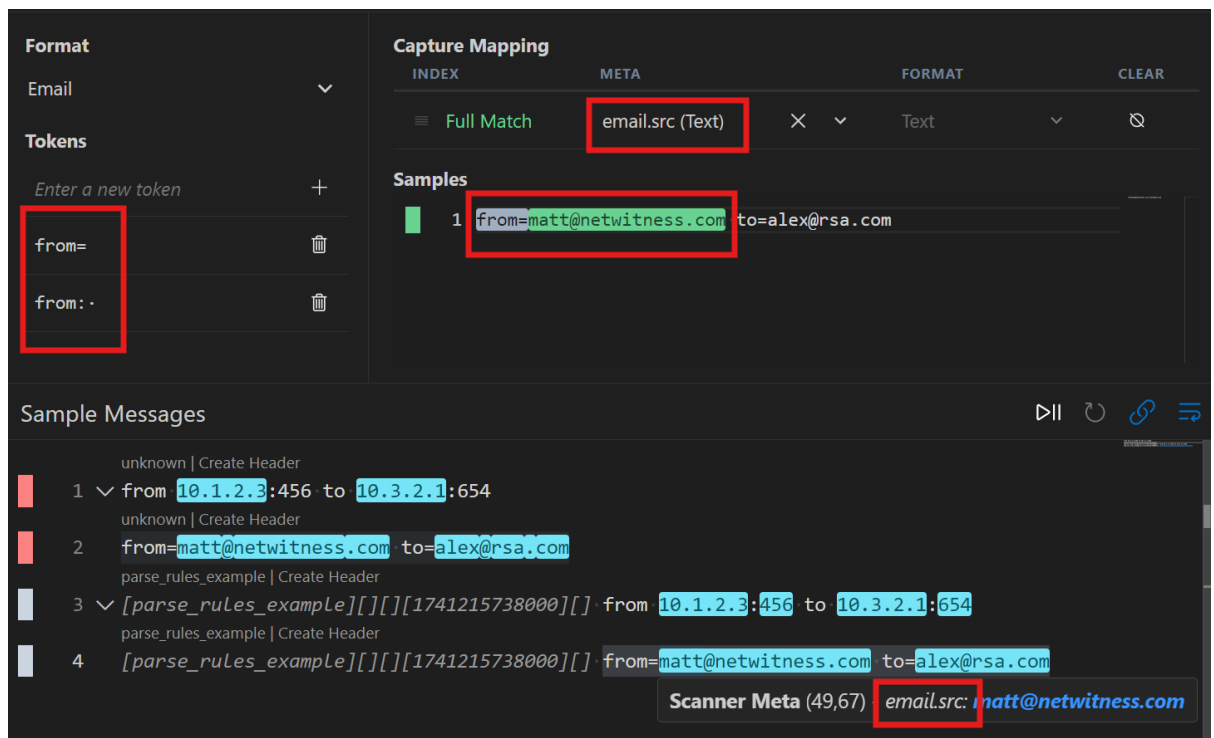 Format
Email
Tokens
Enter a new token
from=
from:·
Capture Mapping
INDEX META FORMAT CLEAR
Full Match email.src (Text) Text
Samples
1 from=matt@netwitness.com to=alex@rsa.com
Sample Messages
unknown | Create Header
1 from 10.1.2.3:456 to 10.3.2.1:654
unknown | Create Header
2 from=matt@netwitness.com to=alex@rsa.com
parse_rules_example | Create Header
3 [parse_rules_example][][][1741215738000][] from 10.1.2.3:456 to 10.3.2.1:654
parse_rules_example | Create Header
4 [parse_rules_example][][][1741215738000][] from=matt@netwitness.com to=alex@rsa.com
Scanner Meta (49,67) email.src: matt@netwitness.com